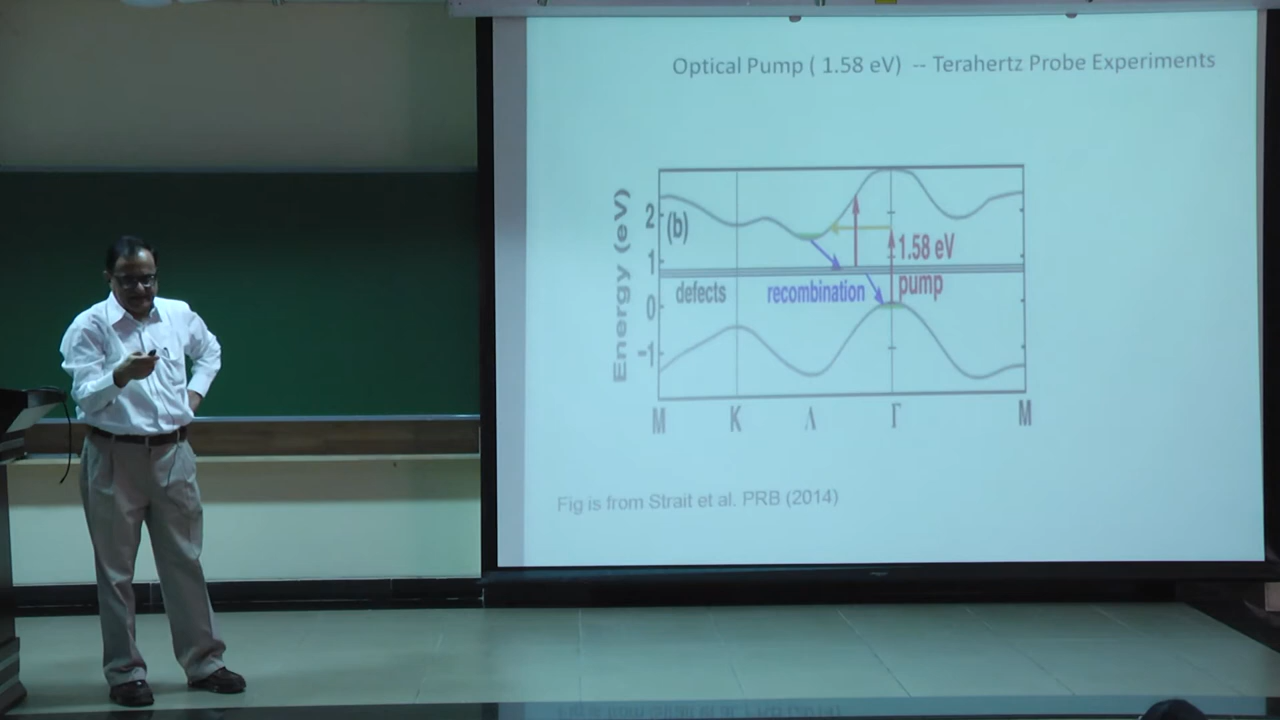 Optical Pump ( 1.58 eV) -- Terahertz Probe Experiments
Energy (eV)
2
1
0
-1
(b)
1.58 eV
pump
defects
recombination
M K Λ Γ M
Fig is from Strait et al. PRB (2014)